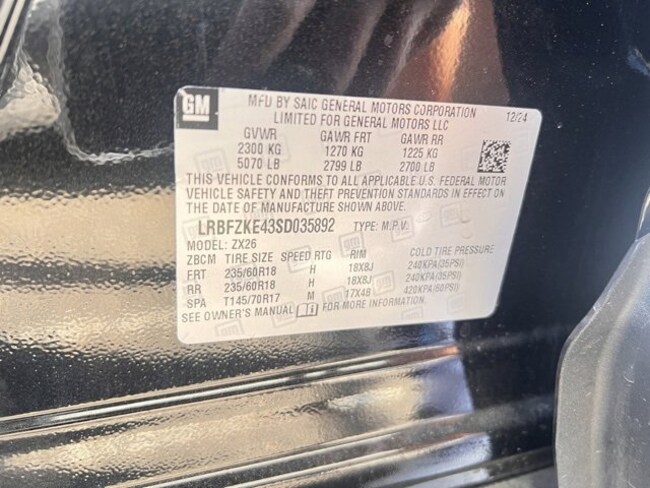 GM
MFD BY SAIC GENERAL MOTORS CORPORATION
LIMITED FOR GENERAL MOTORS LLC
12/24
GVWR GAWR FRT GAWR RR
2300 KG 1270 KG 1225 KG
5070 LB 2799 LB 2700 LB
THIS VEHICLE CONFORMS TO ALL APPLICABLE U.S. FEDERAL MOTOR
VEHICLE SAFETY AND THEFT PREVENTION STANDARDS IN EFFECT ON
THE DATE OF MANUFACTURE SHOWN ABOVE.
LRBFZKE43SD035892 TYPE: M.P.V.
MODEL: ZX26
ZBCM TIRE SIZE SPEED RTG RIM COLD TIRE PRESSURE
FRT 235/60R18 H 18X8J 240KPA(35PSI)
RR 235/60R18 H 18X8J 240KPA(35PSI)
SPA T145/70R17 M 17X4B 420KPA(60PSI)
SEE OWNER'S MANUAL FOR MORE INFORMATION.